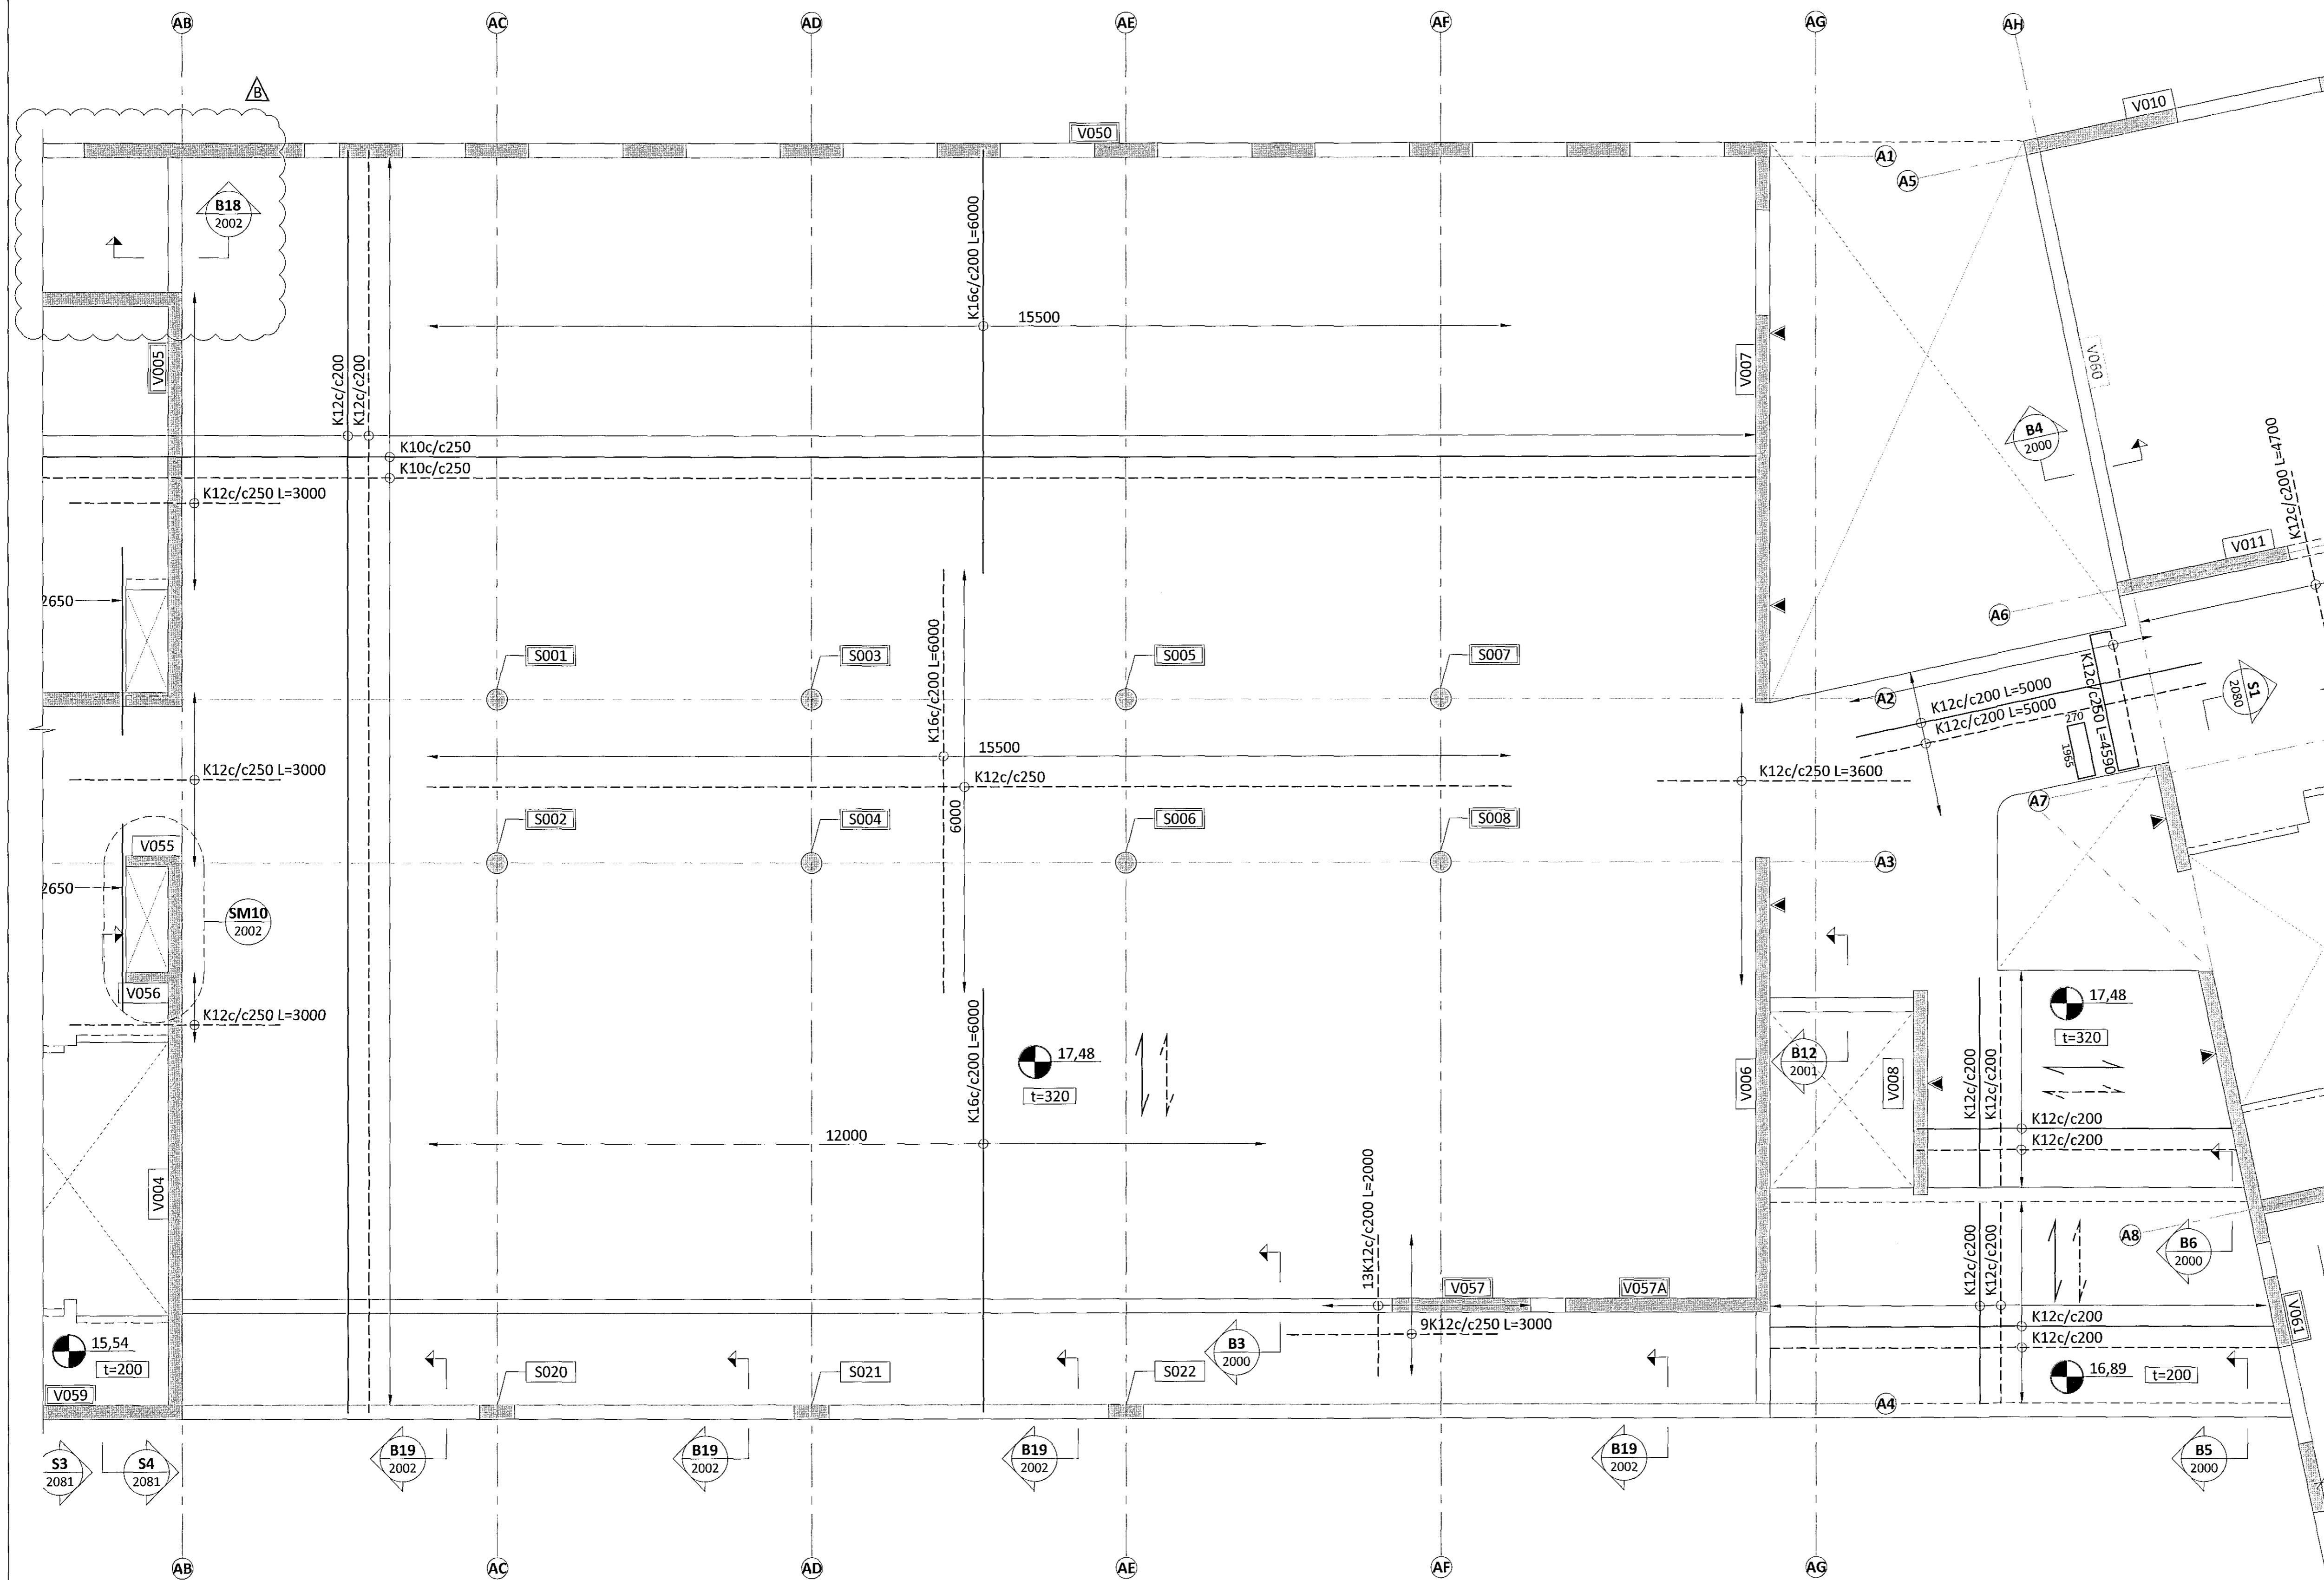 AB
AC
AD
AE
AF
AG
AH
B
V050
V010
A1
A5
B18
2002
K16c/c200 L=6000
15500
V005
K12c/c200
K12c/c200
V007
V060
B4
2000
K12c/c200 L=4700
K10c/c250
K10c/c250
K12c/c250 L=3000
V011
2650
A6
S001
S003
S005
S007
K16c/c200 L=6000
A2
K12c/c200 L=5000
K12c/c200 L=5000
K12c/c250 L=4590
S1
2080
270
1965
15500
K12c/c250 L=3000
K12c/c250
K12c/c250 L=3600
6000
A7
S002
S004
S006
S008
V055
A3
2650
SM10
2002
V056
K12c/c250 L=3000
K16c/c200 L=6000
17,48
t=320
V006
B12
2001
V008
17,48
t=320
K12c/c200
K12c/c200
K12c/c200
K12c/c200
12000
V004
13K12c/c200 L=2000
K12c/c200
K12c/c200
A8
B6
2000
V057
V057A
9K12c/c250 L=3000
K12c/c200
K12c/c200
V061
15,54
t=200
B3
2000
S020
S021
S022
16,89
t=200
V059
A4
S3
2081
S4
2081
B19
2002
B19
2002
B19
2002
B19
2002
B5
2000
AB
AC
AD
AE
AF
AG